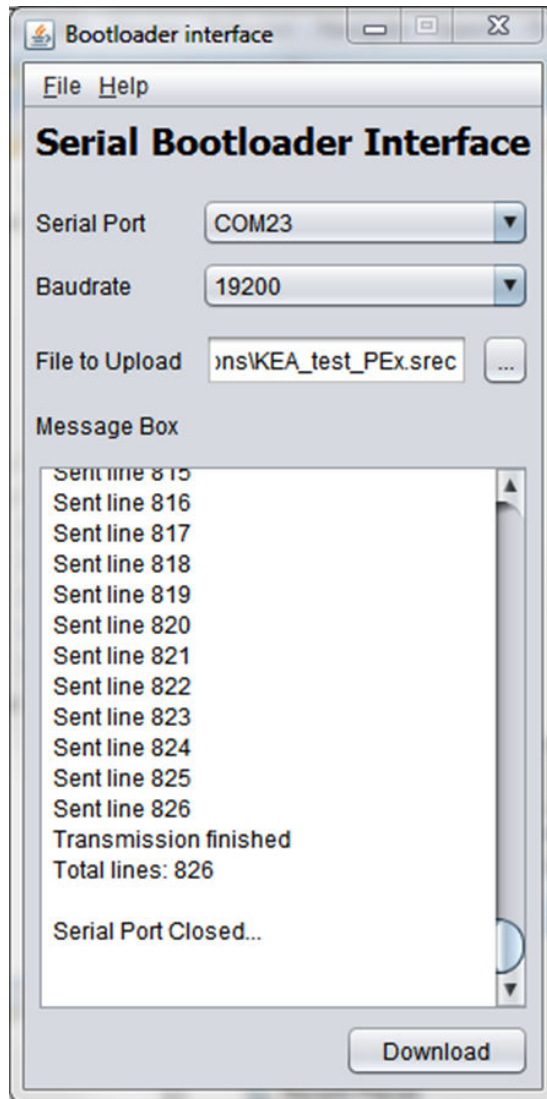 Bootloader interface
File Help
Serial Bootloader Interface
Serial Port COM23
Baudrate 19200
File to Upload ons\KEA_test_PEx.srec ...
Message Box
Sent line 815
Sent line 816
Sent line 817
Sent line 818
Sent line 819
Sent line 820
Sent line 821
Sent line 822
Sent line 823
Sent line 824
Sent line 825
Sent line 826
Transmission finished
Total lines: 826
Serial Port Closed...
Download